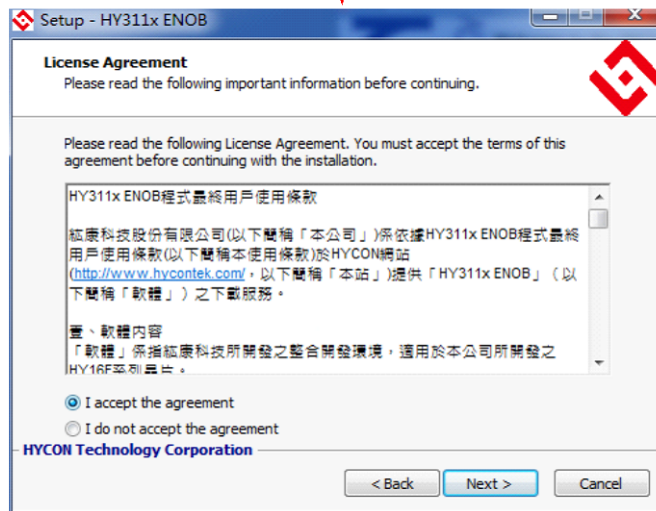 Setup - HY311x ENOB
License Agreement
Please read the following important information before continuing.
Please read the following License Agreement. You must accept the terms of this
agreement before continuing with the installation.
HY311x ENOB程式最終用戶使用條款
紘康科技股份有限公司(以下簡稱「本公司」)係依據HY311x ENOB程式最終
用戶使用條款(以下簡稱本使用條款)於HYCON網站
(http://www.hycontek.com/，以下簡稱「本站」)提供「HY311x ENOB」（以
下簡稱「軟體」）之下載服務。
壹、軟體內容
「軟體」係指紘康科技所開發之整合開發環境，適用於本公司所開發之
HY16F系列晶片。
I accept the agreement
I do not accept the agreement
HYCON Technology Corporation
< Back
Next >
Cancel